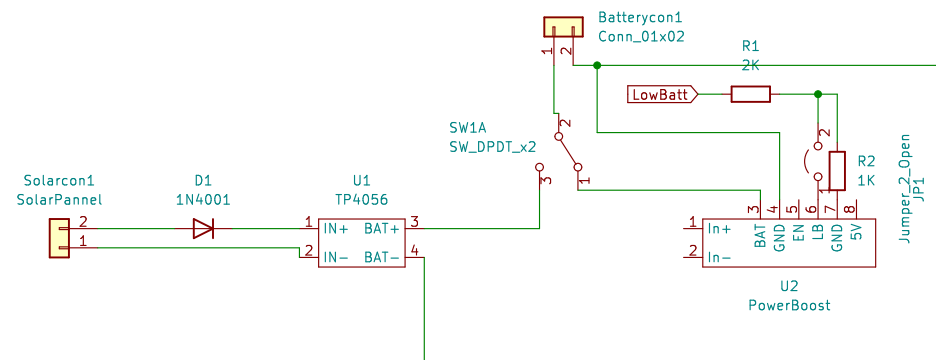 Batterycon1
Conn_01x02
1
2
R1
2K
LowBatt
SW1A
SW_DPDT_x2
2
3
1
2
1
R2
1K
Jumper_2_Open
JP1
Solarcon1
SolarPannel
2
1
D1
1N4001
U1
TP4056
1 IN+ BAT+ 3
2 IN- BAT- 4
3 4 5 6 7 8
BAT GND EN LB GND 5V
1 In+
2 In-
U2
PowerBoost